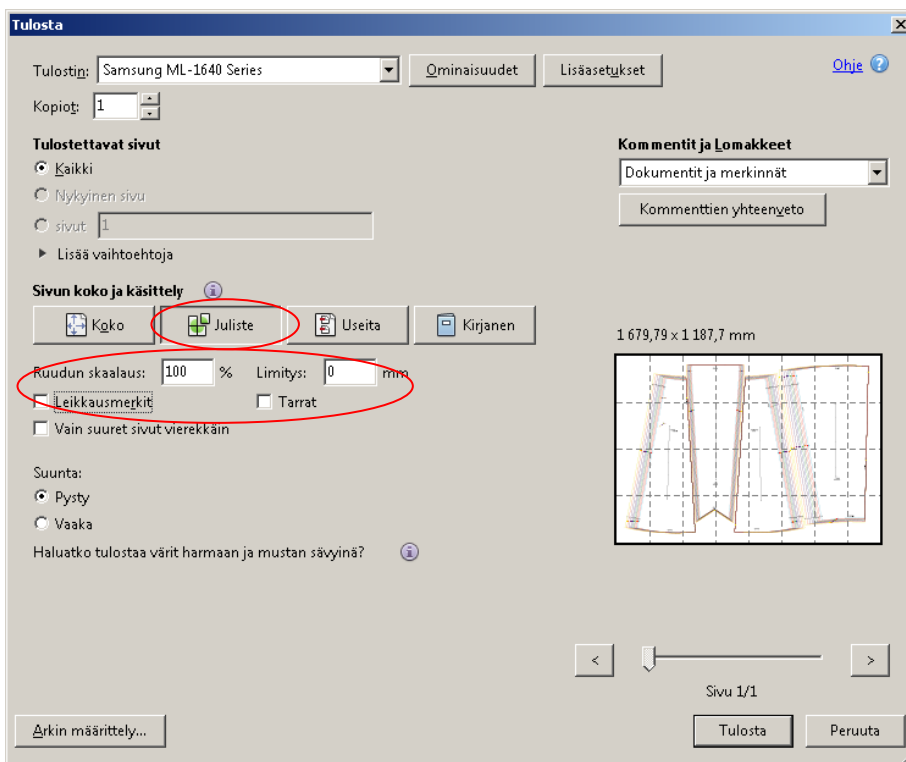 Tulosta
Tulostin: Samsung ML-1640 Series Ominaisuudet Lisäasetukset Ohje
Kopiot: 1
Tulostettavat sivut
Kaikki
Nykyinen sivu
sivut 1
Lisää vaihtoehtoja
Kommentit ja Lomakkeet
Dokumentit ja merkinnät
Kommenttien yhteenveto
Sivun koko ja käsittely
Koko Juliste Useita Kirjanen
Ruudun skaalaus: 100 % Limitys: 0 mm
Leikkausmerkit Tarrat
Vain suuret sivut vierekkäin
Suunta:
Pysty
Vaaka
Haluatko tulostaa värit harmaan ja mustan sävyinä?
1 679,79 x 1 187,7 mm
< >
Sivu 1/1
Arkin määrittely... Tulosta Peruuta